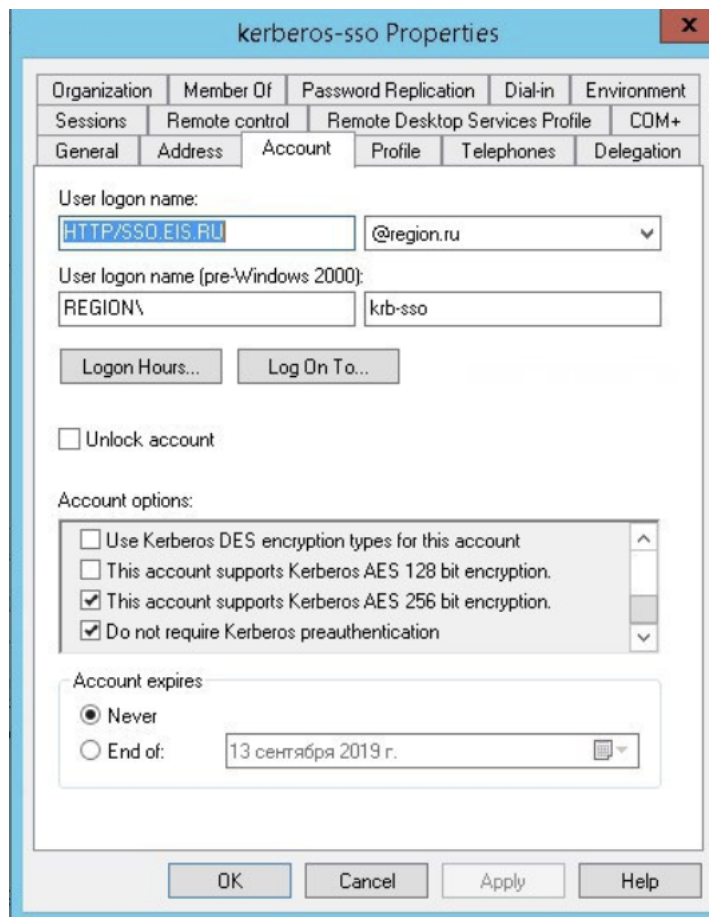 kerberos-sso Properties
x
Organization Member Of Password Replication Dial-in Environment
Sessions Remote control Remote Desktop Services Profile COM+
General Address Account Profile Telephones Delegation
User logon name:
HTTP/SSO.EIS.RU @region.ru
User logon name (pre-Windows 2000):
REGION\ krb-sso
Logon Hours... Log On To...
Unlock account
Account options:
Use Kerberos DES encryption types for this account
This account supports Kerberos AES 128 bit encryption.
This account supports Kerberos AES 256 bit encryption.
Do not require Kerberos preauthentication
Account expires
Never
End of: 13 сентября 2019 г.
OK Cancel Apply Help